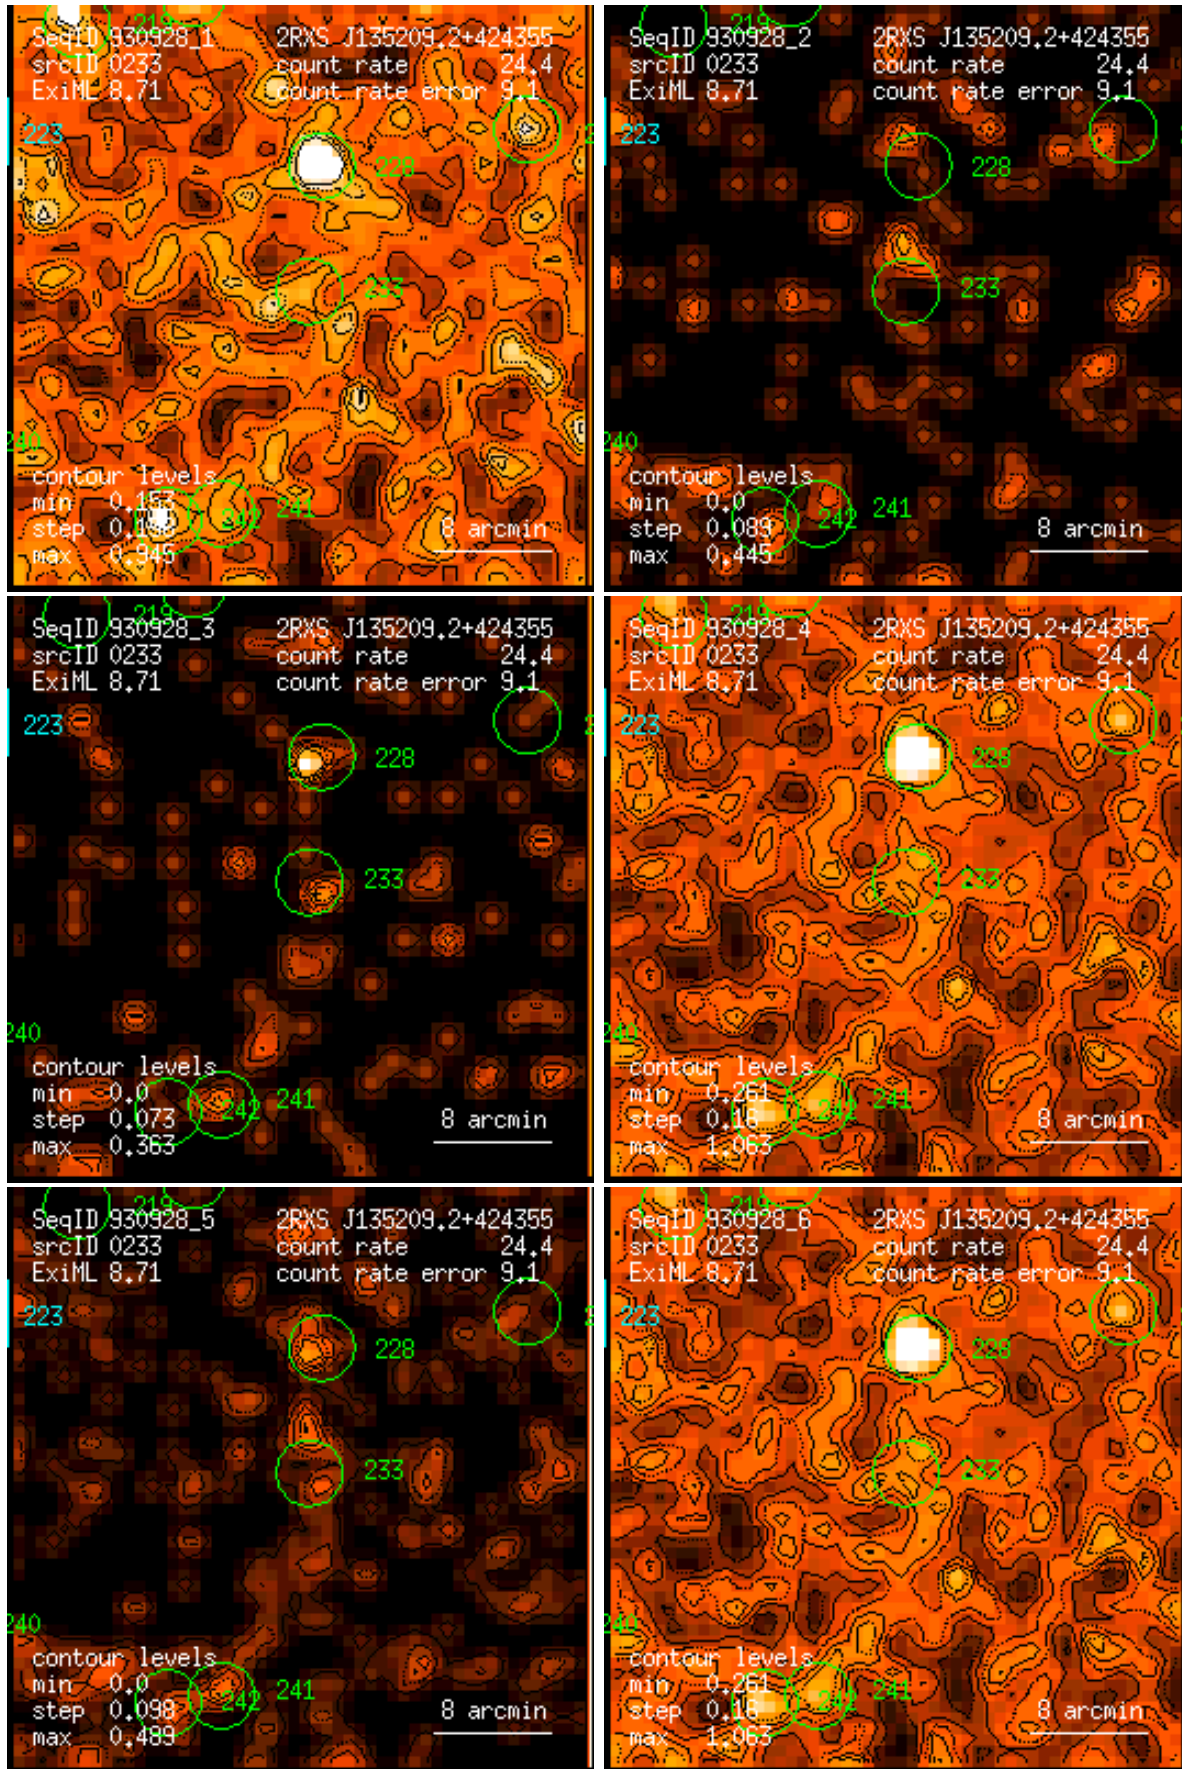 219
SeqID 930928_1 2RXS J135209.2+424355
srcID 0233 count rate 24.4
ExiML 8.71 count rate error 9.1
223
228
233
240
contour levels
min
step
max 0.945
242 241
8 arcmin
219
SeqID 930928_2 2RXS J135209.2+424355
srcID 0233 count rate 24.4
ExiML 8.71 count rate error 9.1
223
228
233
240
contour levels
min 0.0
step 0.089
max 0.445
242 241
8 arcmin
219
SeqID 930928_3 2RXS J135209.2+424355
srcID 0233 count rate 24.4
ExiML 8.71 count rate error 9.1
223
228
233
240
contour levels
min 0.0
step 0.073
max 0.363
242 241
8 arcmin
219
SeqID 930928_4 2RXS J135209.2+424355
srcID 0233 count rate 24.4
ExiML 8.71 count rate error 9.1
223
228
233
240
contour levels
min 0.261
step 0.16
max 1.063
242 241
8 arcmin
219
SeqID 930928_5 2RXS J135209.2+424355
srcID 0233 count rate 24.4
ExiML 8.71 count rate error 9.1
223
228
233
240
contour levels
min 0.0
step 0.098
max 0.489
242 241
8 arcmin
219
SeqID 930928_6 2RXS J135209.2+424355
srcID 0233 count rate 24.4
ExiML 8.71 count rate error 9.1
223
228
233
240
contour levels
min 0.261
step 0.16
max 1.063
242 241
8 arcmin